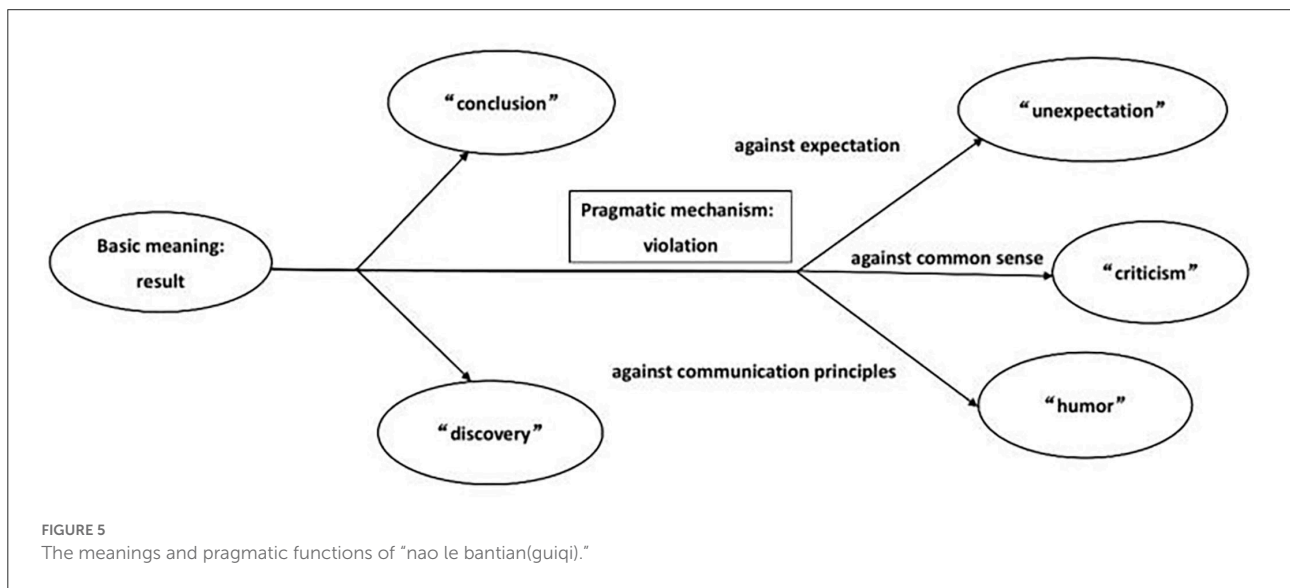 “conclusion”
“unexpectation”
against expectation
Pragmatic mechanism:
violation
Basic meaning:
result
against common sense
“criticism”
against communication principles
“humor”
“discovery”
FIGURE 5
The meanings and pragmatic functions of “nao le bantian(guiqi).”